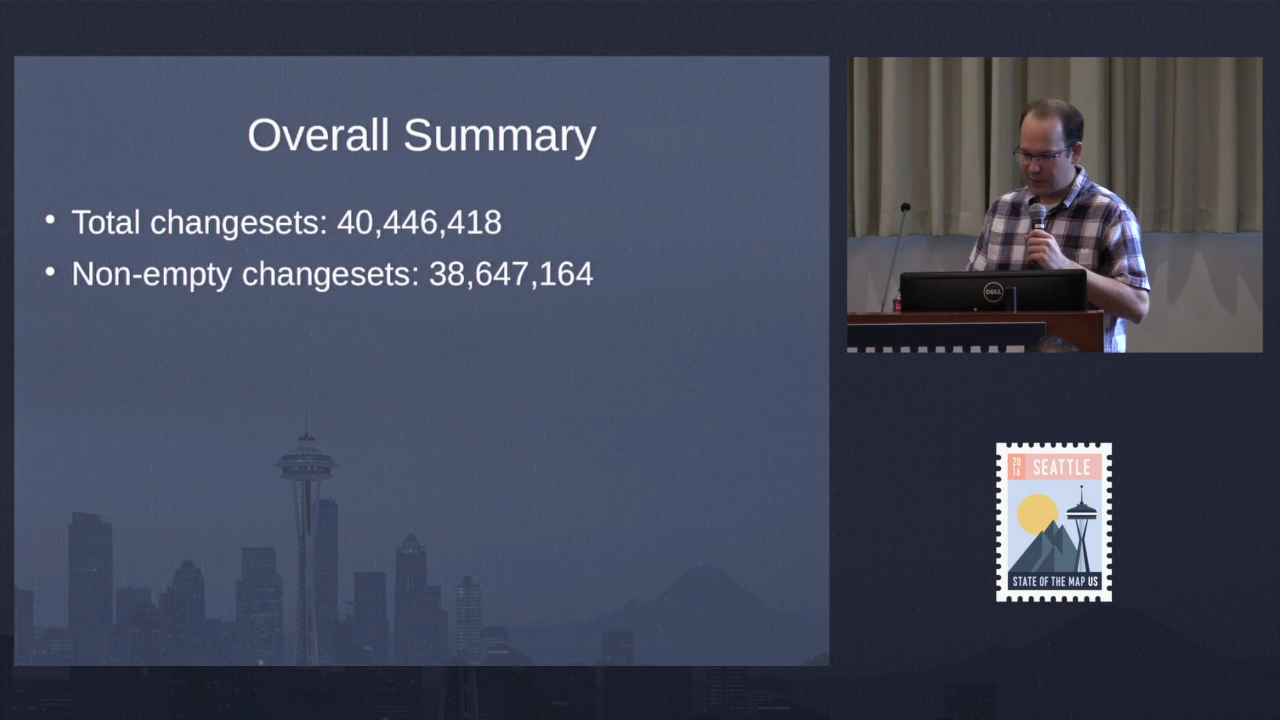 Overall Summary
• Total changesets: 40,446,418
• Non-empty changesets: 38,647,164
DELL
20
16
SEATTLE
STATE OF THE MAP US